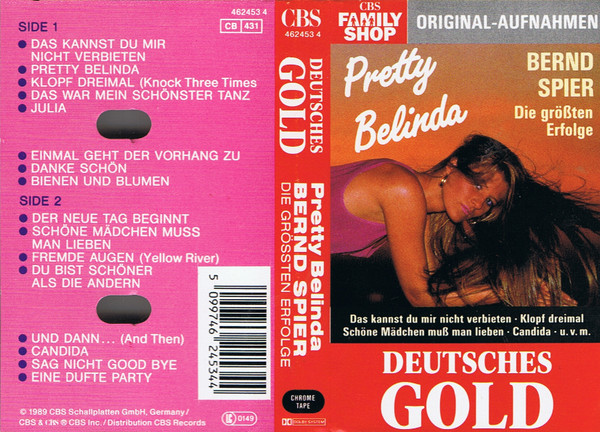 462453 4
CB 431
SIDE 1
● DAS KANNST DU MIR
NICHT VERBIETEN
● PRETTY BELINDA
● KLOPF DREIMAL (Knock Three Times
● DAS WAR MEIN SCHÖNSTER TANZ
● JULIA
● EINMAL GEHT DER VORHANG ZU
● DANKE SCHÖN
● BIENEN UND BLUMEN
SIDE 2
● DER NEUE TAG BEGINNT
● SCHÖNE MÄDCHEN MUSS
MAN LIEBEN
● FREMDE AUGEN (Yellow River)
● DU BIST SCHÖNER
ALS DIE ANDERN
● UND DANN... (And Then)
● CANDIDA
● SAG NICHT GOOD BYE
● EINE DUFTE PARTY
5 099746 245344
© 1989 CBS Schallplatten GmbH, Germany/
CBS & CBS ® CBS Inc./Distribution CBS Records
0149
CBS
462453 4
DEUTSCHES
GOLD
Pretty Belinda
BERND SPIER
DIE GRÖSSTEN ERFOLGE
CHROME
TAPE
DOLBY SYSTEM
CBS
FAMILY
SHOP
ORIGINAL-AUFNAHMEN
Pretty
Belinda
BERND
SPIER
Die größten
Erfolge
Das kannst du mir nicht verbieten · Klopf dreimal
Schöne Mädchen muß man lieben · Candida · u. v. m.
DEUTSCHES
GOLD